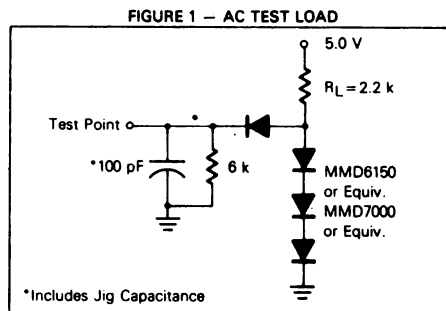 FIGURE 1 — AC TEST LOAD
5.0 V
RL = 2.2 k
Test Point
*
*100 pF
6 k
MMD6150
or Equiv.
MMD7000
or Equiv.
*Includes Jig Capacitance